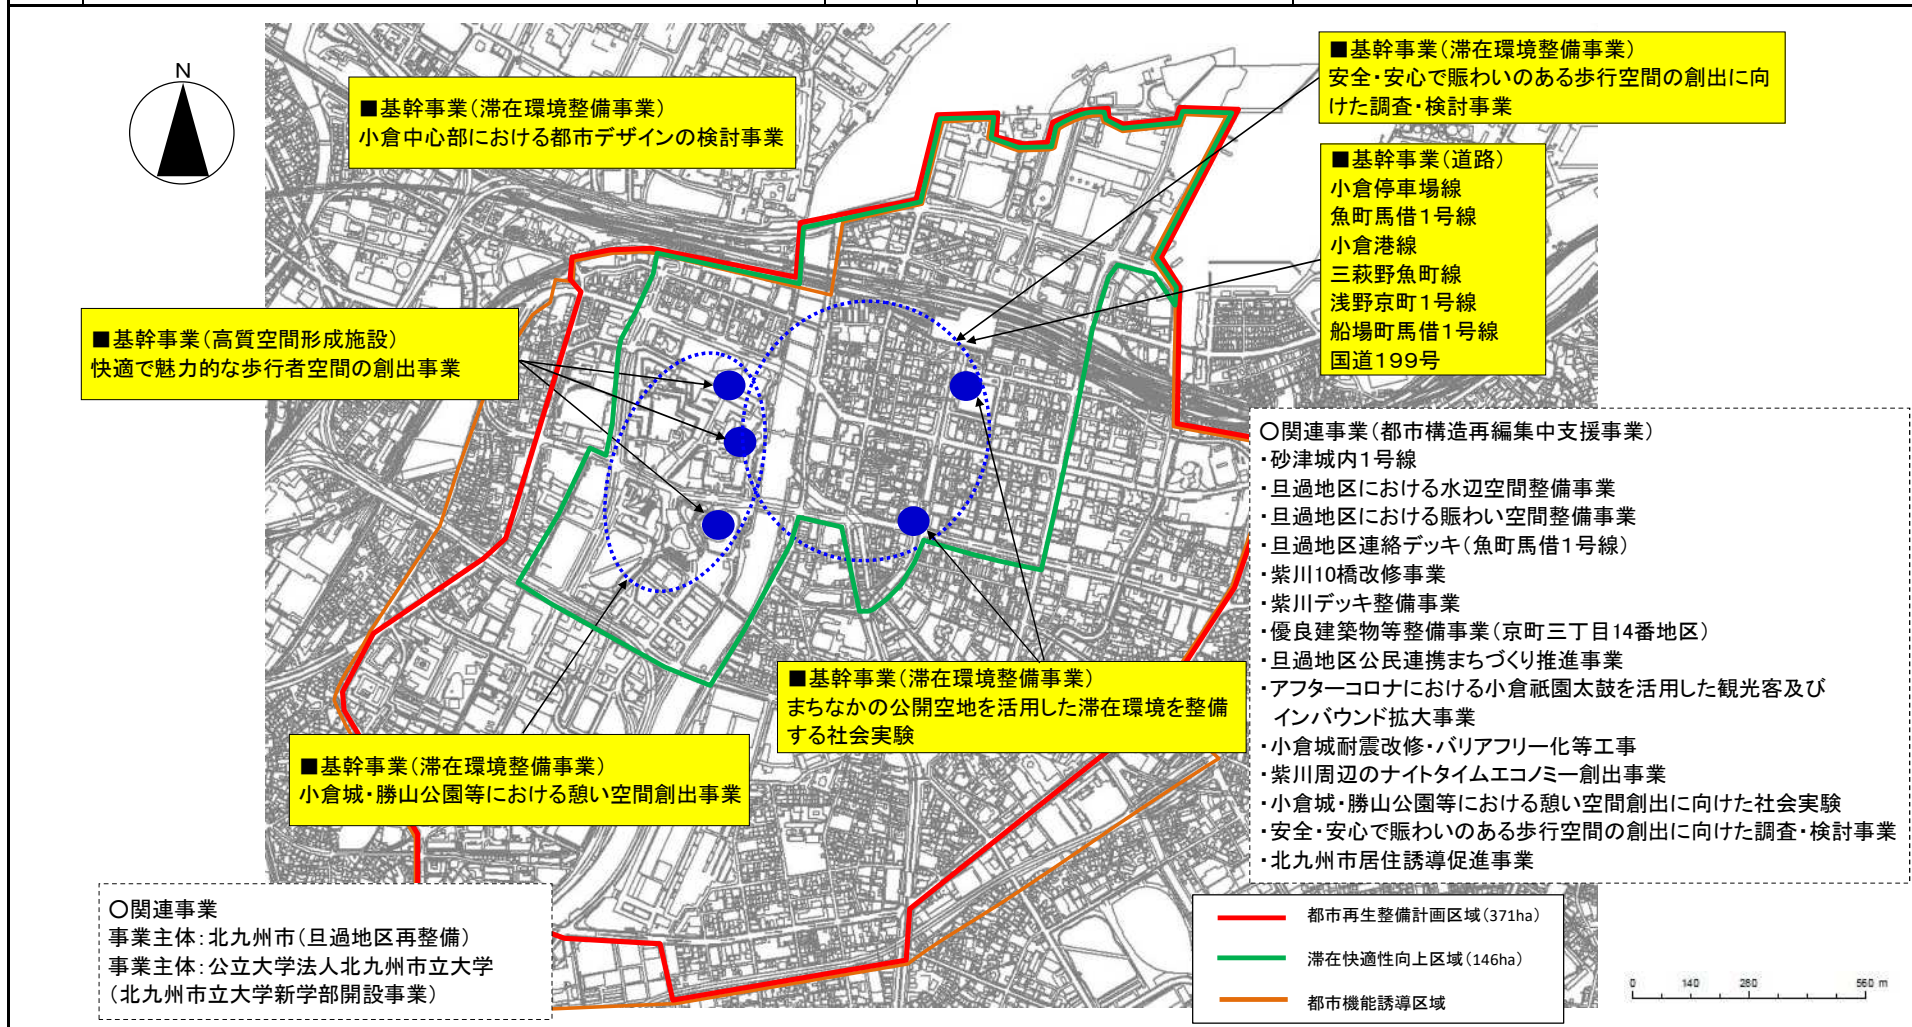 N
■基幹事業(滞在環境整備事業)
小倉中心部における都市デザインの検討事業
■基幹事業(滞在環境整備事業)
安全・安心で賑わいのある歩行空間の創出に向
けた調査・検討事業
■基幹事業(道路)
小倉停車場線
魚町馬借1号線
小倉港線
三萩野魚町線
浅野京町1号線
船場町馬借1号線
国道199号
■基幹事業(高質空間形成施設)
快適で魅力的な歩行者空間の創出事業
○関連事業(都市構造再編集中支援事業)
・砂津城内1号線
・旦過地区における水辺空間整備事業
・旦過地区における賑わい空間整備事業
・旦過地区連絡デッキ(魚町馬借1号線)
・紫川10橋改修事業
・紫川デッキ整備事業
・優良建築物等整備事業(京町三丁目14番地区)
・旦過地区公民連携まちづくり推進事業
・アフターコロナにおける小倉祇園太鼓を活用した観光客及び
インバウンド拡大事業
・小倉城耐震改修・バリアフリー化等工事
・紫川周辺のナイトタイムエコノミー創出事業
・小倉城・勝山公園等における憩い空間創出に向けた社会実験
・安全・安心で賑わいのある歩行空間の創出に向けた調査・検討事業
・北九州市居住誘導促進事業
■基幹事業(滞在環境整備事業)
まちなかの公開空地を活用した滞在環境を整備
する社会実験
■基幹事業(滞在環境整備事業)
小倉城・勝山公園等における憩い空間創出事業
○関連事業
事業主体:北九州市(旦過地区再整備)
事業主体:公立大学法人北九州市立大学
(北九州市立大学新学部開設事業)
都市再生整備計画区域(371ha)
滞在快適性向上区域(146ha)
都市機能誘導区域
0 140 280 560 m